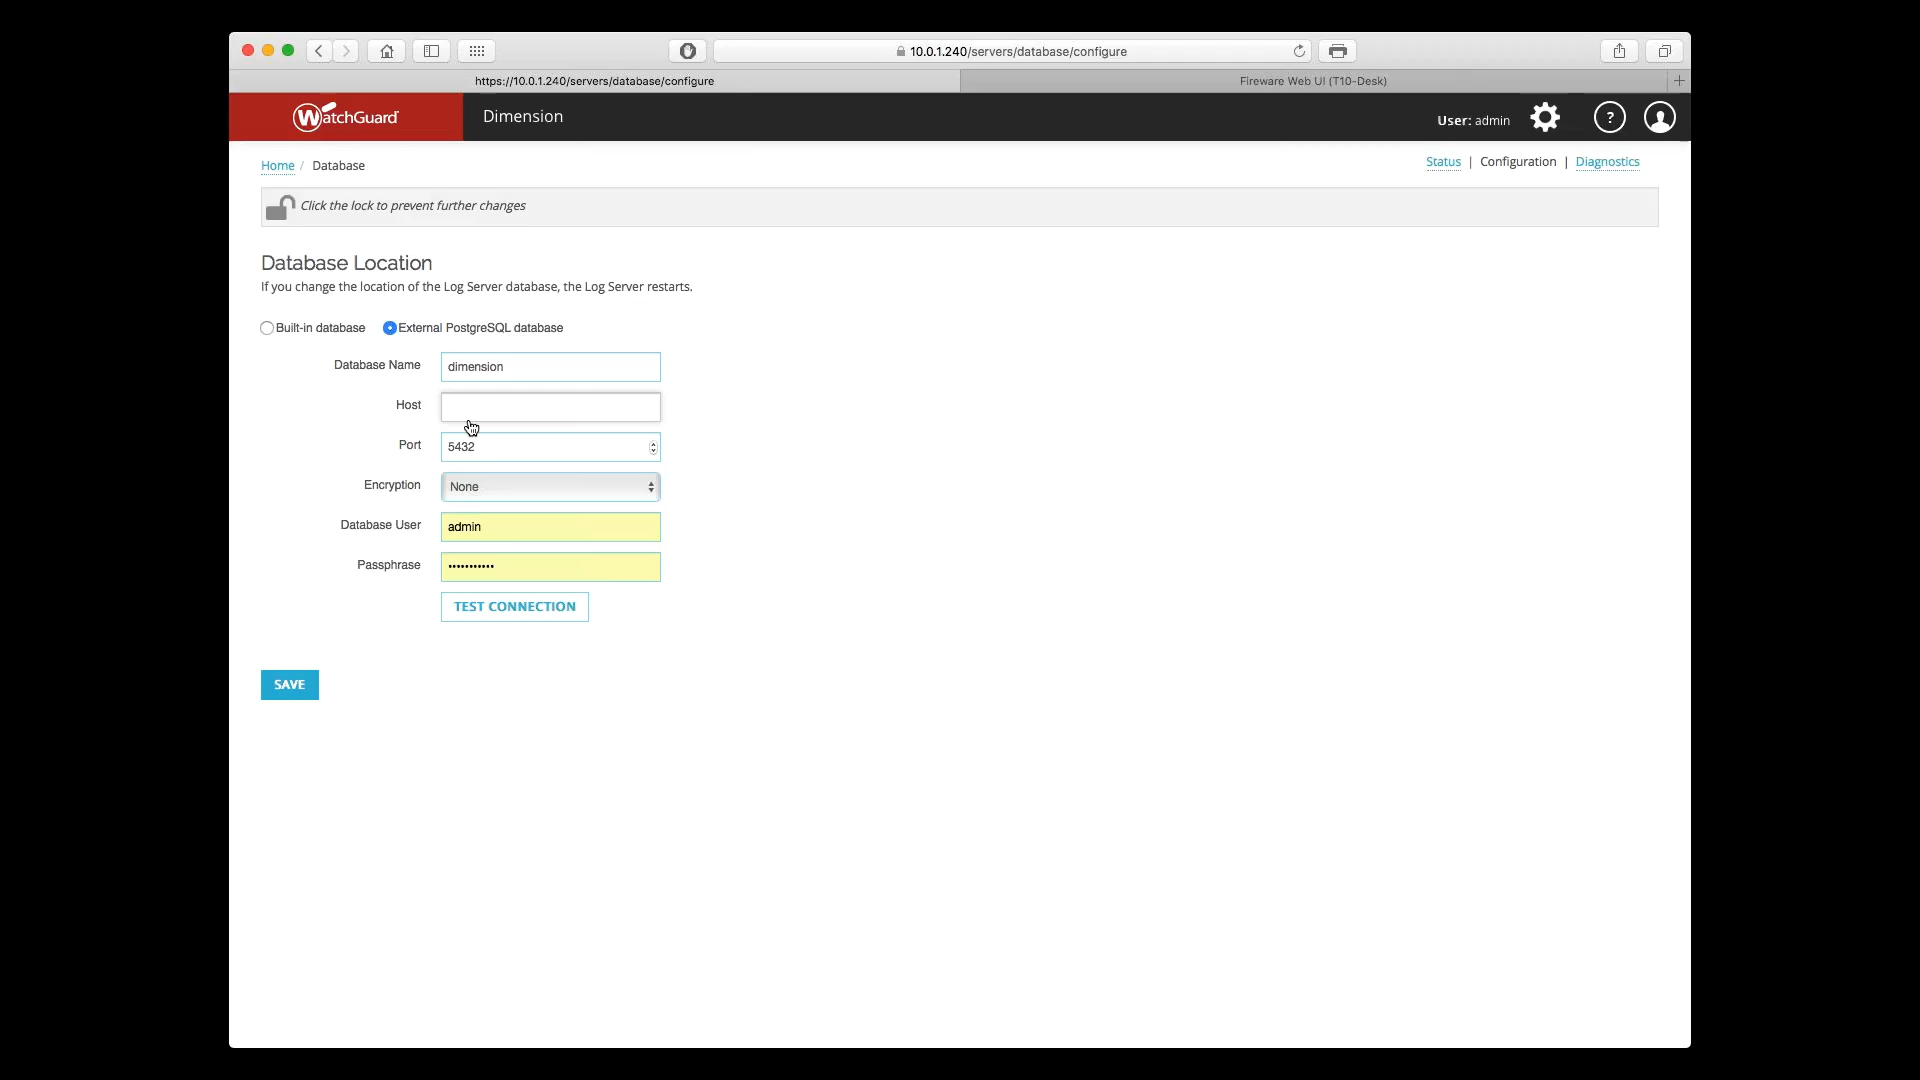 10.0.1.240/servers/database/configure
https://10.0.1.240/servers/database/configure
Fireware Web UI (T10-Desk)
WatchGuard
Dimension
User: admin
?
Home / Database
Status | Configuration | Diagnostics
Click the lock to prevent further changes
Database Location
If you change the location of the Log Server database, the Log Server restarts.
Built-in database External PostgreSQL database
Database Name dimension
Host
Port 5432
Encryption None
Database User admin
Passphrase •••••••••••
TEST CONNECTION
SAVE